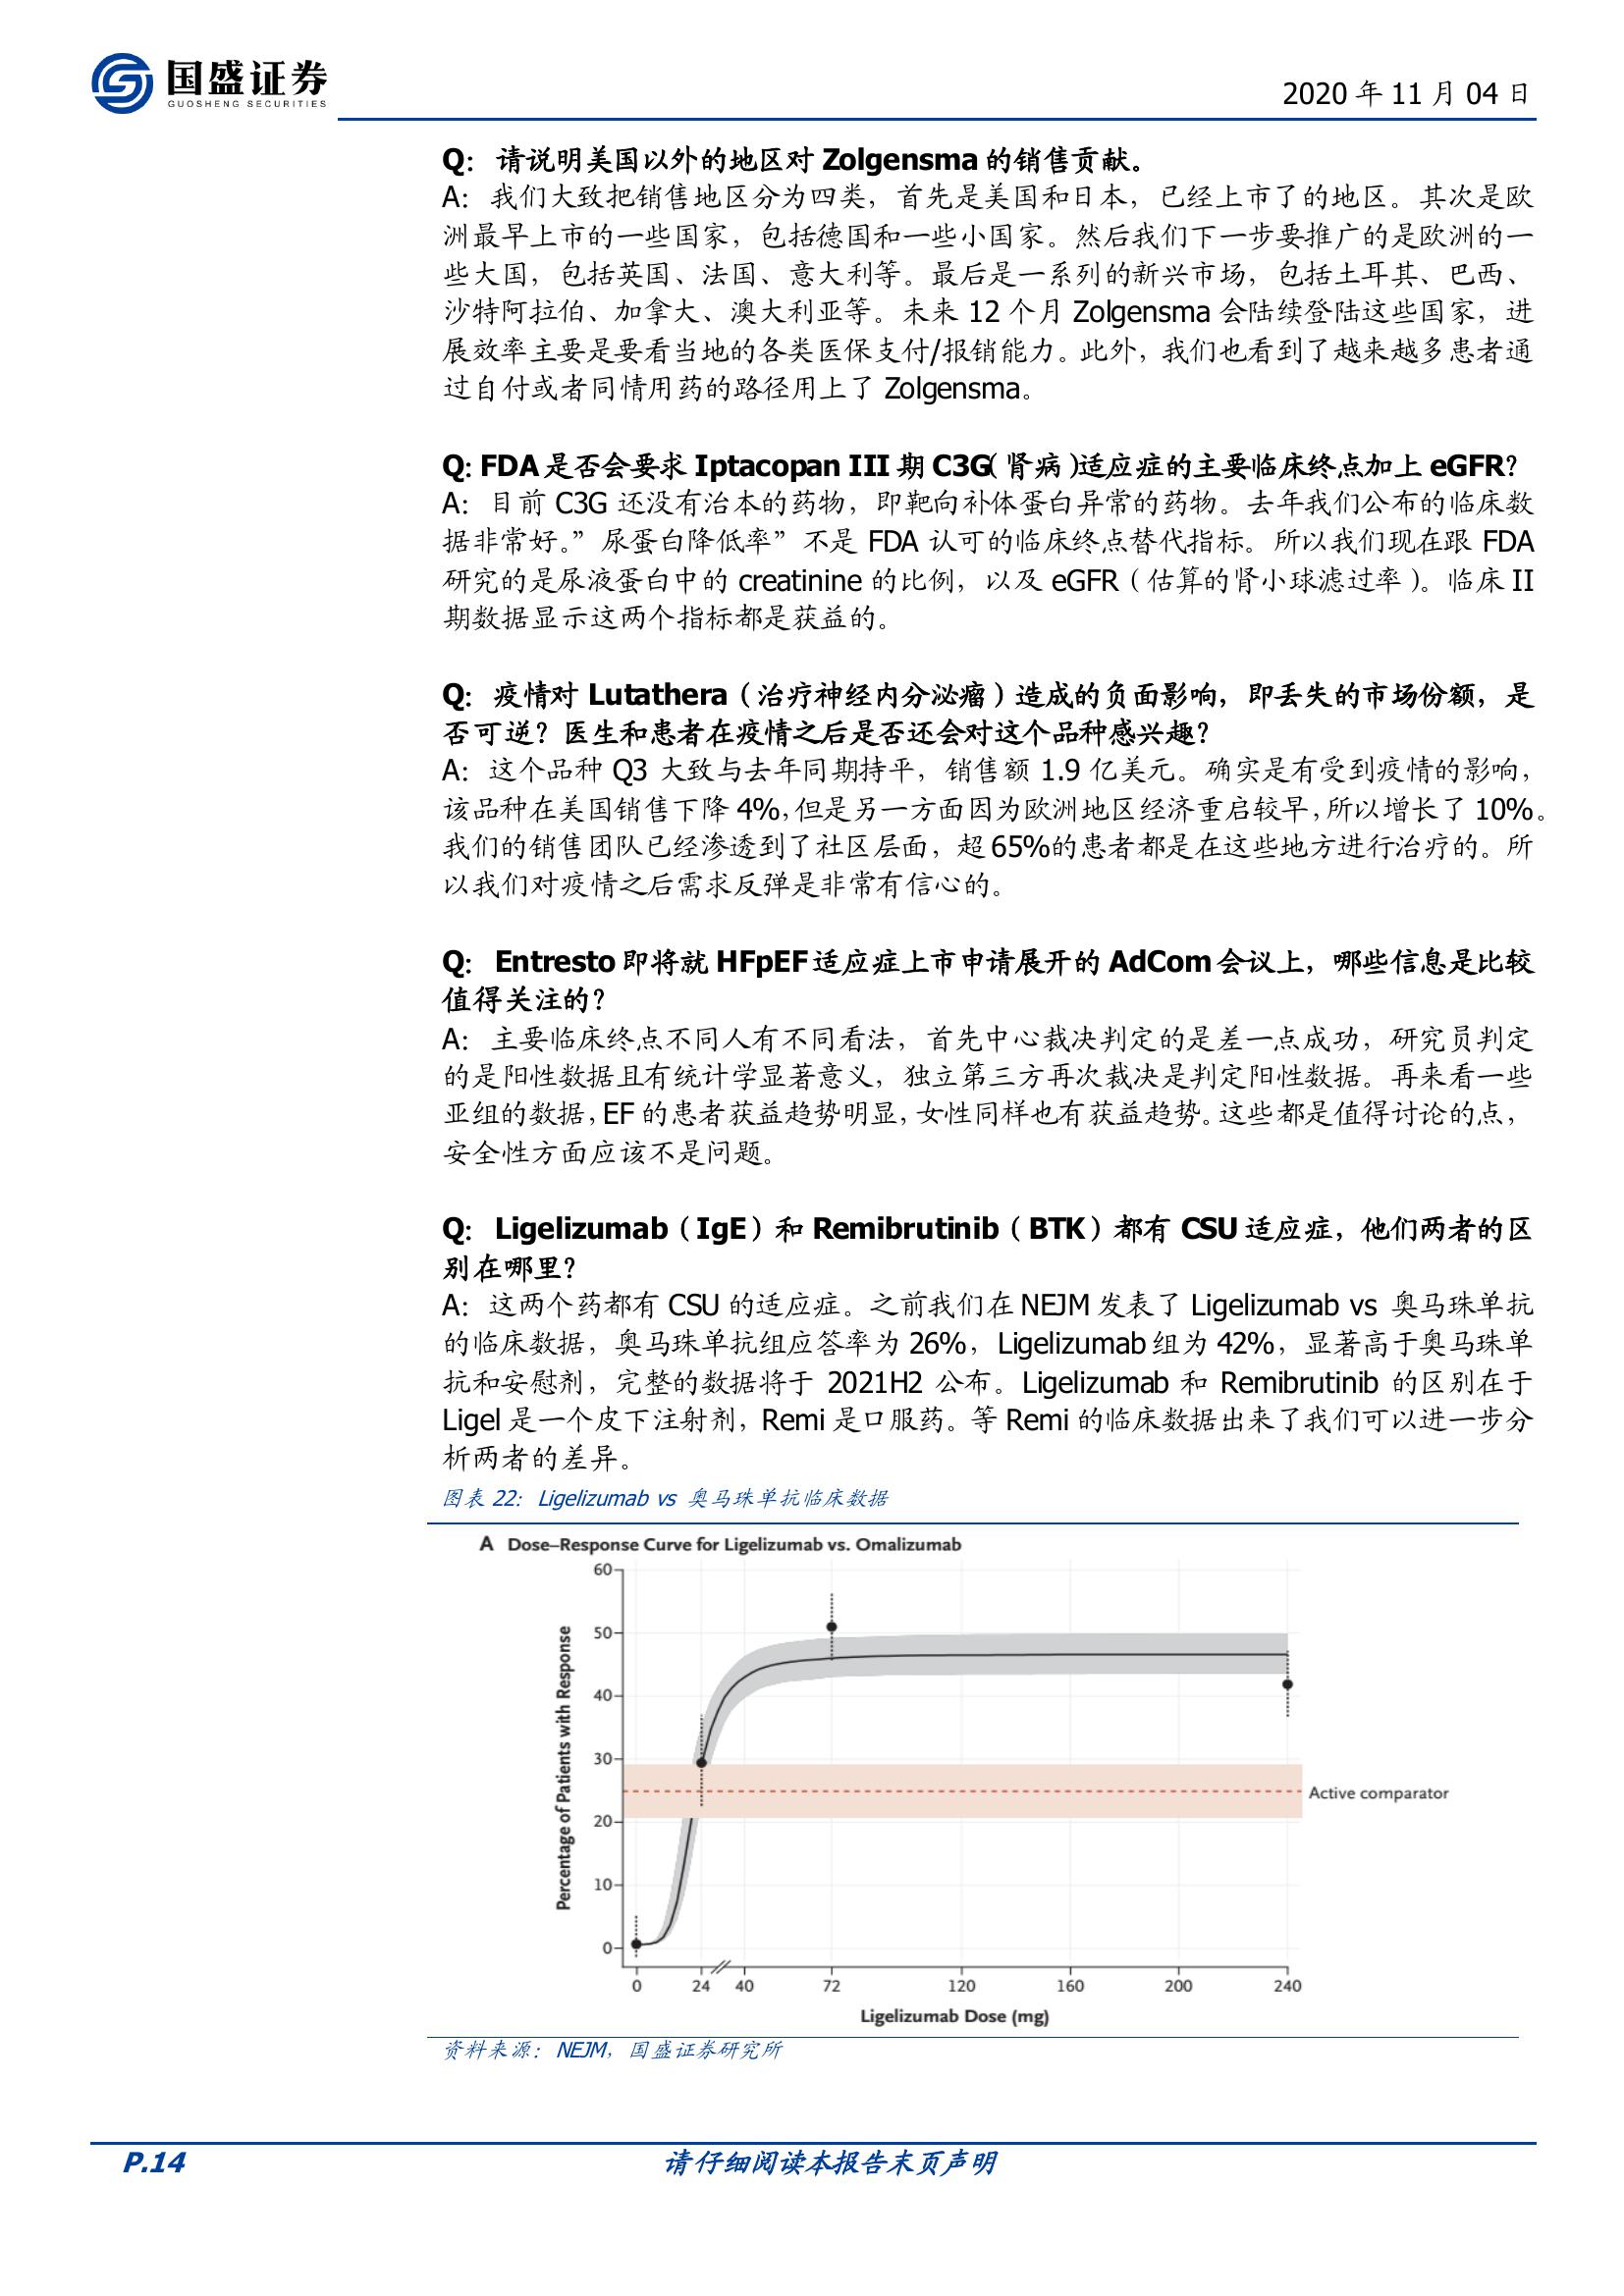 国盛证券
GUOSHENG SECURITIES
2020 年 11 月 04 日
Q： 请说明美国以外的地区对 Zolgensma 的销售贡献。
A： 我们大致把销售地区分为四类，首先是美国和日本，已经上市了的地区。其次是欧
洲最早上市的一些国家，包括德国和一些小国家。然后我们下一步要推广的是欧洲的一
些大国，包括英国、法国、意大利等。最后是一系列的新兴市场，包括土耳其、巴西、
沙特阿拉伯、加拿大、澳大利亚等。未来 12 个月 Zolgensma 会陆续登陆这些国家，进
展效率主要是要看当地的各类医保支付/报销能力。此外，我们也看到了越来越多患者通
过自付或者同情用药的路径用上了 Zolgensma。
Q: FDA 是否会要求 Iptacopan III 期 C3G（肾病）适应症的主要临床终点加上 eGFR？
A： 目前 C3G 还没有治本的药物，即靶向补体蛋白异常的药物。去年我们公布的临床数
据非常好。”尿蛋白降低率”不是 FDA 认可的临床终点替代指标。所以我们现在跟 FDA
研究的是尿液蛋白中的 creatinine 的比例，以及 eGFR（估算的肾小球滤过率）。临床 II
期数据显示这两个指标都是获益的。
Q： 疫情对 Lutathera（治疗神经内分泌瘤）造成的负面影响，即丢失的市场份额，是
否可逆？医生和患者在疫情之后是否还会对这个品种感兴趣？
A： 这个品种 Q3 大致与去年同期持平，销售额 1.9 亿美元。确实是有受到疫情的影响，
该品种在美国销售下降 4%，但是另一方面因为欧洲地区经济重启较早，所以增长了 10%。
我们的销售团队已经渗透到了社区层面，超 65%的患者都是在这些地方进行治疗的。所
以我们对疫情之后需求反弹是非常有信心的。
Q： Entresto 即将就 HFpEF 适应症上市申请展开的 AdCom 会议上，哪些信息是比较
值得关注的？
A： 主要临床终点不同人有不同看法，首先中心裁决判定的是差一点成功，研究员判定
的是阳性数据且有统计学显著意义，独立第三方再次裁决是判定阳性数据。再来看一些
亚组的数据，EF 的患者获益趋势明显，女性同样也有获益趋势。这些都是值得讨论的点，
安全性方面应该不是问题。
Q： Ligelizumab（IgE）和 Remibrutinib（BTK）都有 CSU 适应症，他们两者的区
别在哪里？
A： 这两个药都有 CSU 的适应症。之前我们在 NEJM 发表了 Ligelizumab vs 奥马珠单抗
的临床数据，奥马珠单抗组应答率为 26%，Ligelizumab 组为 42%，显著高于奥马珠单
抗和安慰剂，完整的数据将于 2021H2 公布。Ligelizumab 和 Remibrutinib 的区别在于
Ligel 是一个皮下注射剂，Remi 是口服药。等 Remi 的临床数据出来了我们可以进一步分
析两者的差异。
图表 22： Ligelizumab vs 奥马珠单抗临床数据
A Dose–Response Curve for Ligelizumab vs. Omalizumab
Percentage of Patients with Response
60
50
40
30
20
10
0
Active comparator
0 24 40 72 120 160 200 240
Ligelizumab Dose (mg)
资料来源：NEJM，国盛证券研究所
P.14
请仔细阅读本报告末页声明